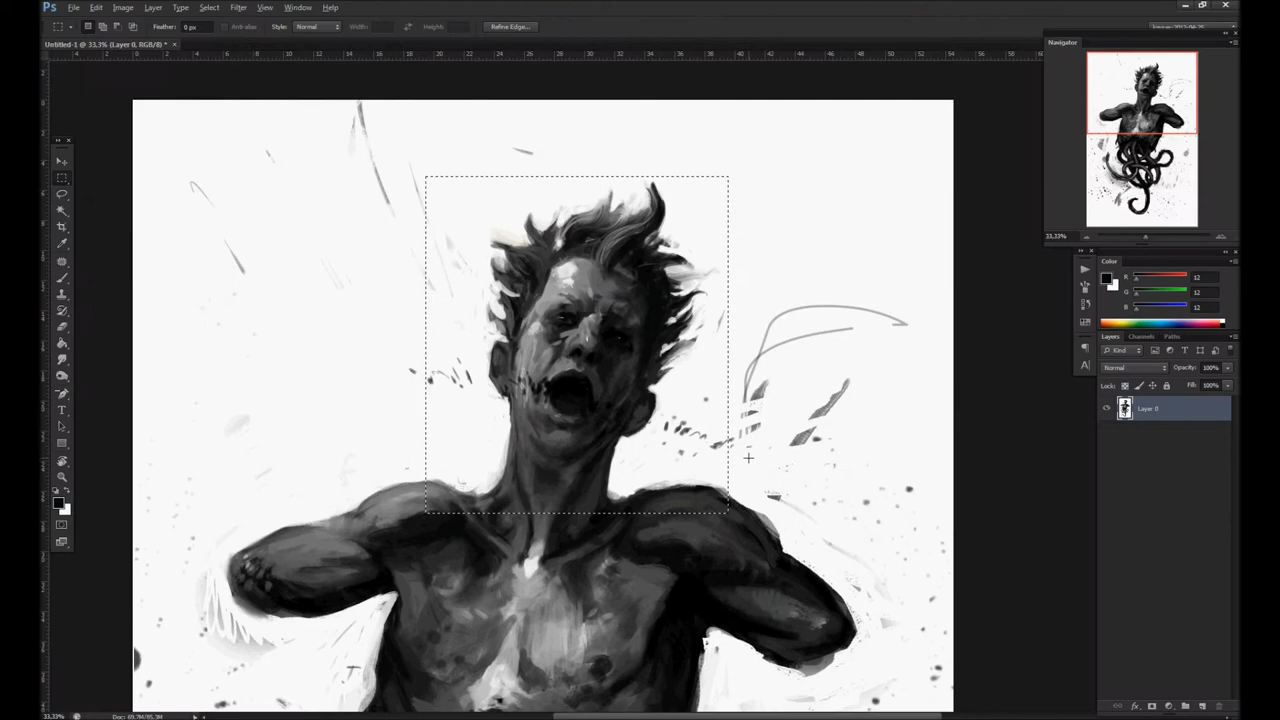 Ps File Edit Image Layer Type Select Filter View Window Help
Feather: 0 px Anti-alias Style: Normal Width: Height: Refine Edge...
Untitled-1 @ 33,3% (Layer 0, RGB/8) * ×
Navigator
33,33%
Color
R 12
G 12
B 12
Layers Channels Paths
Kind
Normal Opacity: 100%
Lock: Fill: 100%
Layer 0
33,33% Doc: 69,7M/85,3M